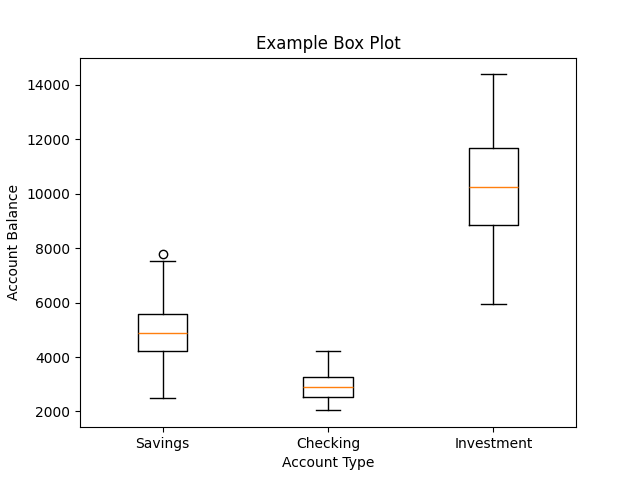 Example Box Plot
14000
12000
10000
8000
6000
4000
2000
Account Balance
Savings
Checking
Investment
Account Type